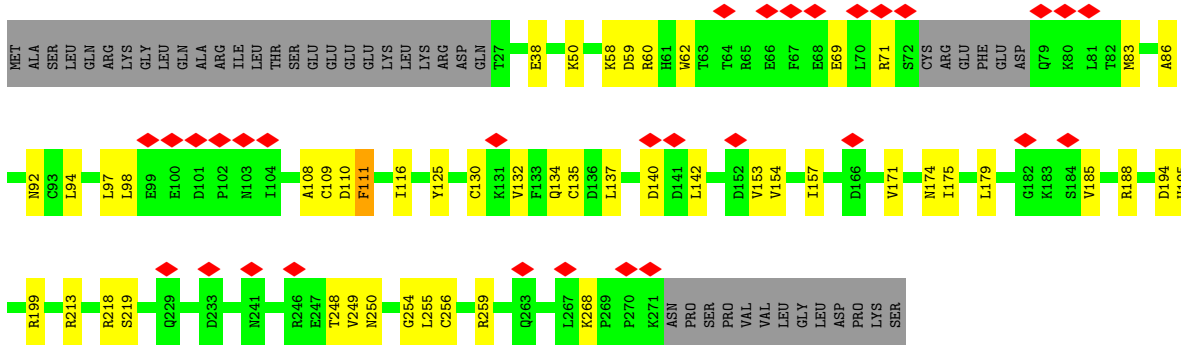 MET ALA SER LEU GLN ARG LYS GLY LEU GLN ALA ARG ILE LEU THR SER GLU GLU GLU GLU LYS LEU LYS ARG ASP GLN T27 E38 K50 K58 D59 R60 H61 W62 T63 T64 R65 E66 F67 E68 E69 L70 R71 S72 CYS ARG GLU PHE GLU ASP Q79 K80 L81 T82 M83 A86
N92 C93 L94 L97 L98 E99 E100 D101 P102 N103 I104 A108 C109 D110 F111 I116 Y125 C130 K131 V132 F133 Q134 C135 D136 L137 D140 D141 L142 D152 V153 V154 I157 D166 V171 N174 I175 L179 G182 K183 S184 V185 R188 D194
R199 R213 R218 S219 Q229 D233 N241 R246 E247 T248 V249 N250 G254 L255 C256 R259 Q263 L267 K268 P269 P270 K271 ASN PRO SER PRO PRO VAL VAL LEU GLY LEU ASP PRO LYS SER